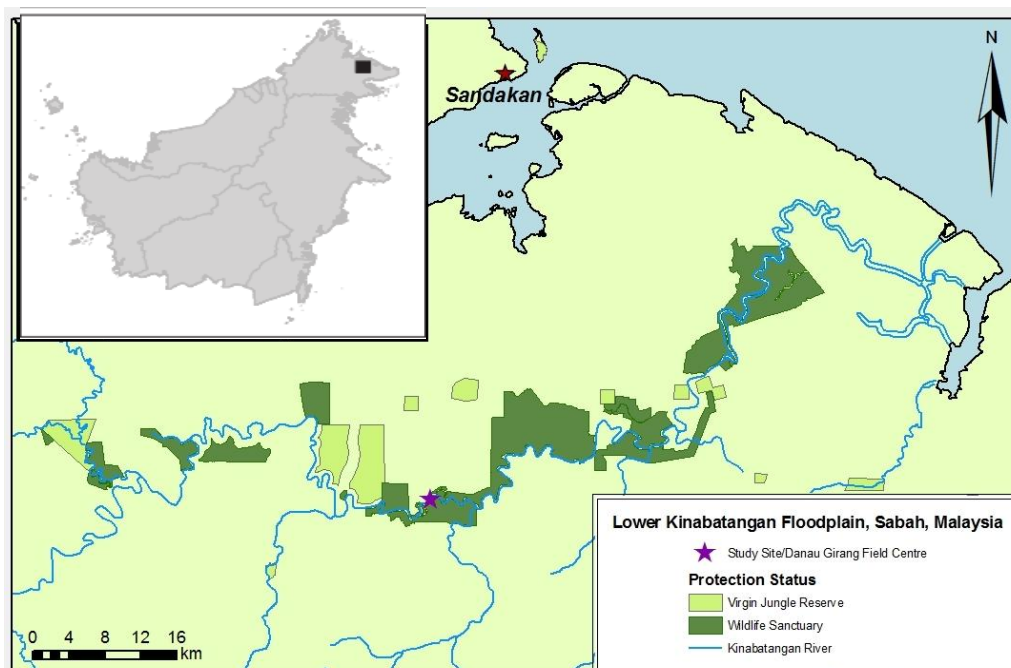 N
Sandakan
Lower Kinabatangan Floodplain, Sabah, Malaysia
Study Site/Danau Girang Field Centre
Protection Status
Virgin Jungle Reserve
Wildlife Sanctuary
Kinabatangan River
0 4 8 12 16
km